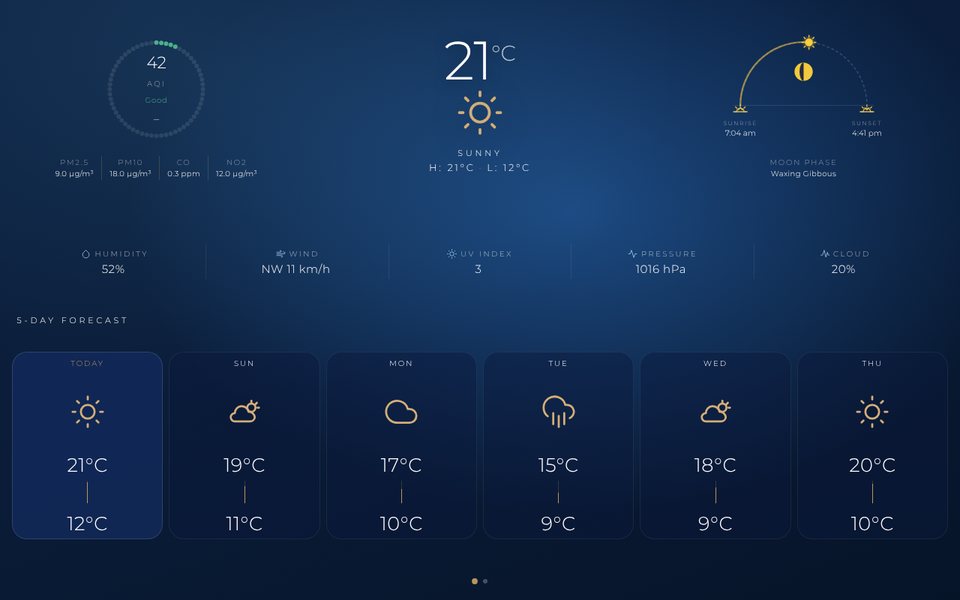 42
AQI
Good
–
PM2.5 PM10 CO NO2
9.0 µg/m³ 18.0 µg/m³ 0.3 ppm 12.0 µg/m³
21°C
SUNNY
H: 21°C L: 12°C
SUNRISE SUNSET
7:04 am 4:41 pm
MOON PHASE
Waxing Gibbous
HUMIDITY WIND UV INDEX PRESSURE CLOUD
52% NW 11 km/h 3 1016 hPa 20%
5-DAY FORECAST
TODAY SUN MON TUE WED THU
21°C 19°C 17°C 15°C 18°C 20°C
12°C 11°C 10°C 9°C 9°C 10°C